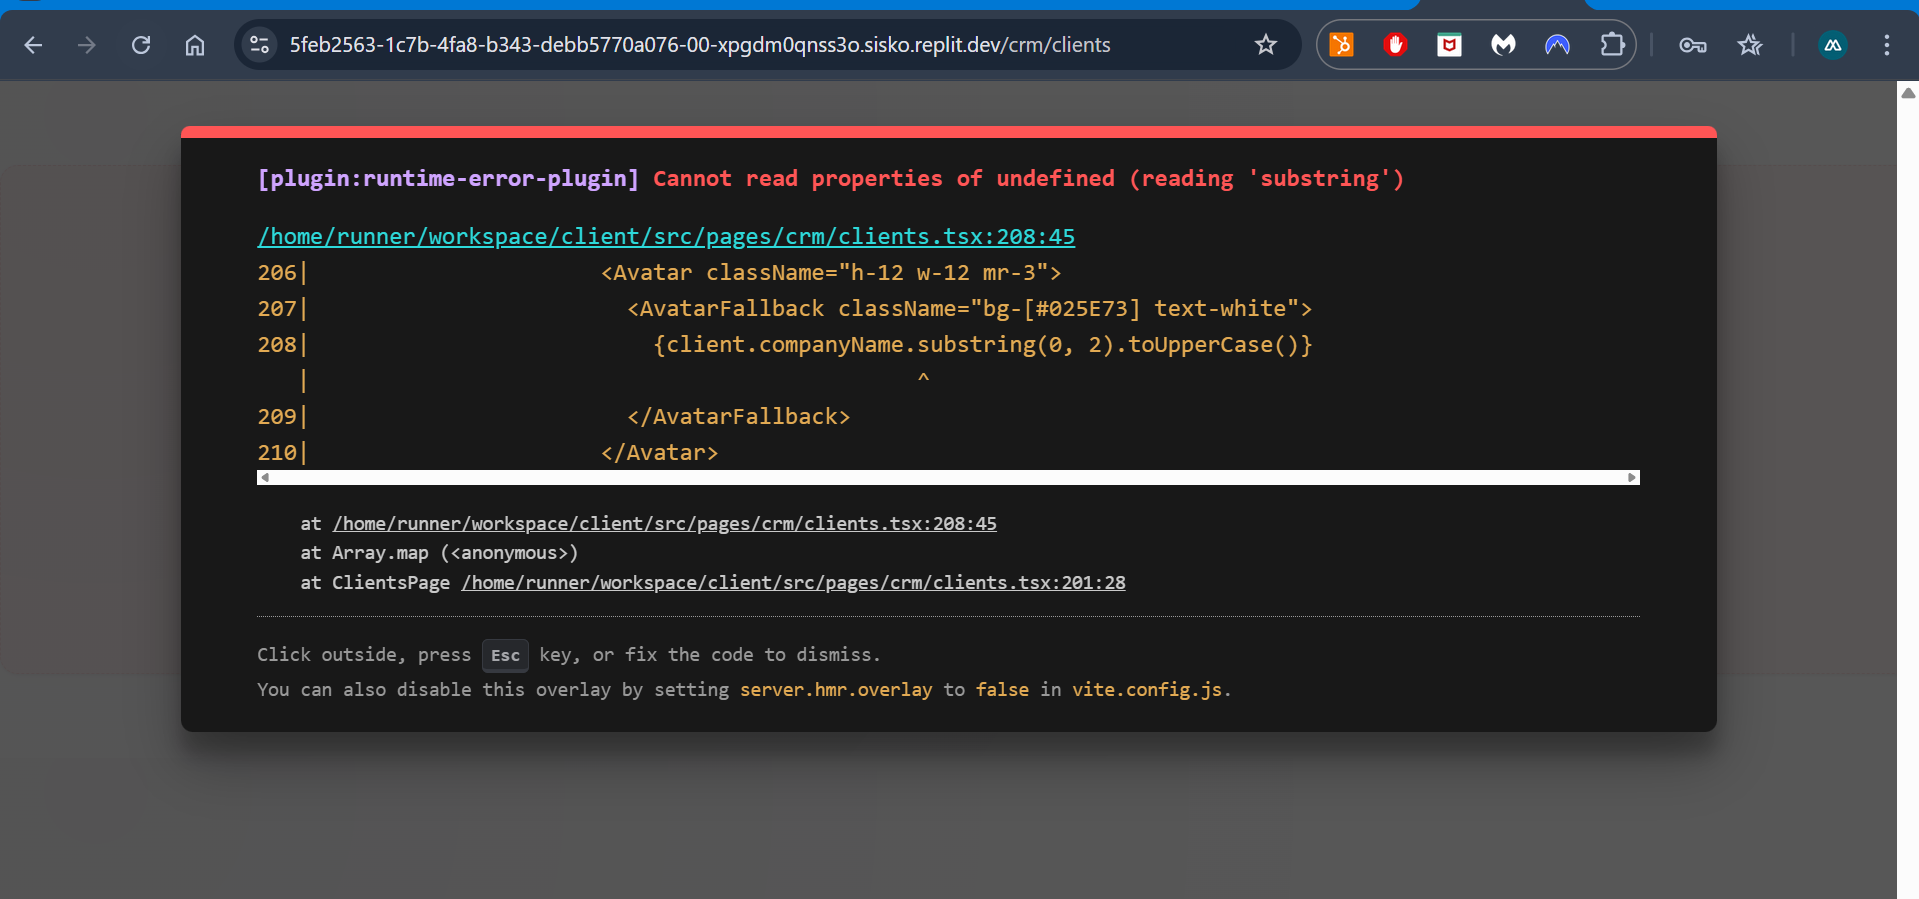 5feb2563-1c7b-4fa8-b343-debb5770a076-00-xpgdm0qnss3o.sisko.replit.dev/crm/clients
[plugin:runtime-error-plugin] Cannot read properties of undefined (reading 'substring')
/home/runner/workspace/client/src/pages/crm/clients.tsx:208:45
206|                      <Avatar className="h-12 w-12 mr-3">
207|                        <AvatarFallback className="bg-[#025E73] text-white">
208|                          {client.companyName.substring(0, 2).toUpperCase()}
   |                                              ^
209|                        </AvatarFallback>
210|                      </Avatar>
at /home/runner/workspace/client/src/pages/crm/clients.tsx:208:45
at Array.map (<anonymous>)
at ClientsPage /home/runner/workspace/client/src/pages/crm/clients.tsx:201:28
Click outside, press Esc key, or fix the code to dismiss.
You can also disable this overlay by setting server.hmr.overlay to false in vite.config.js.